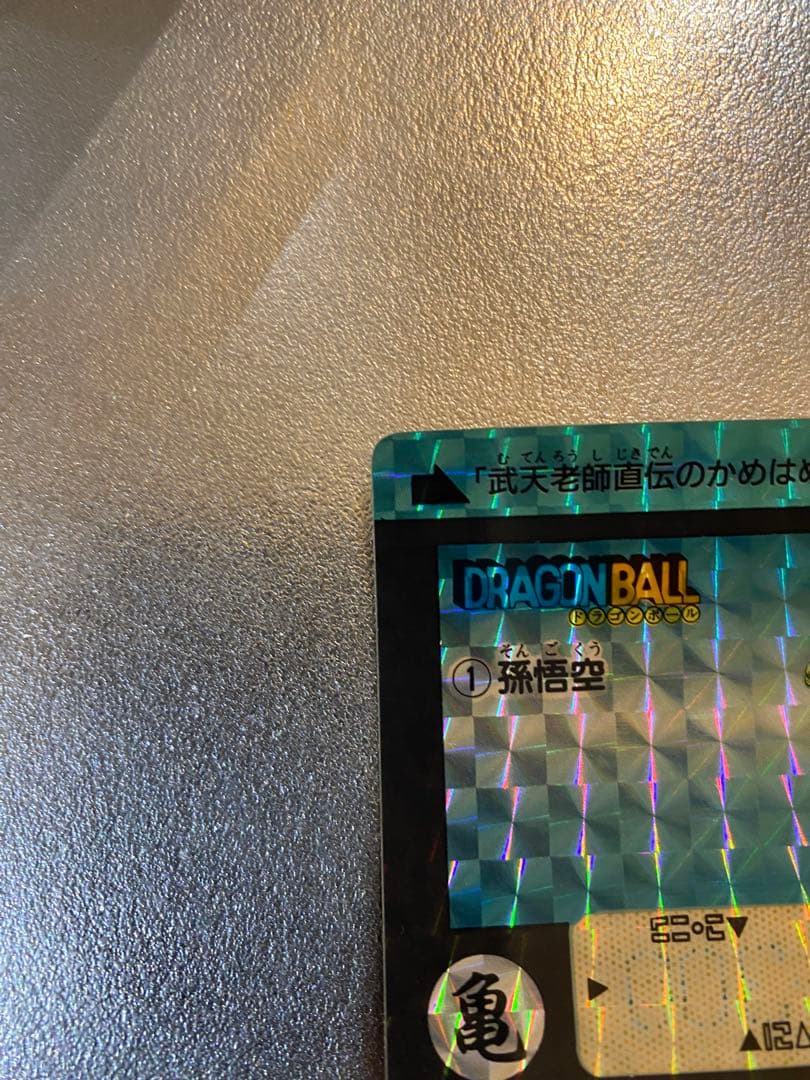 む てんろう し じきでん
「武天老師直伝のかめはめ
DRAGON BALL
ドラゴンボール
そん ご くう
① 孫悟空
亀